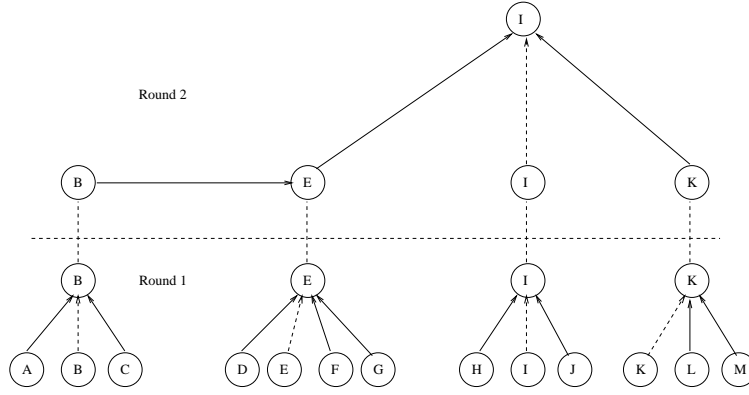 I
Round 2
B E I K
B Round 1 E I K
A B C D E F G H I J K L M